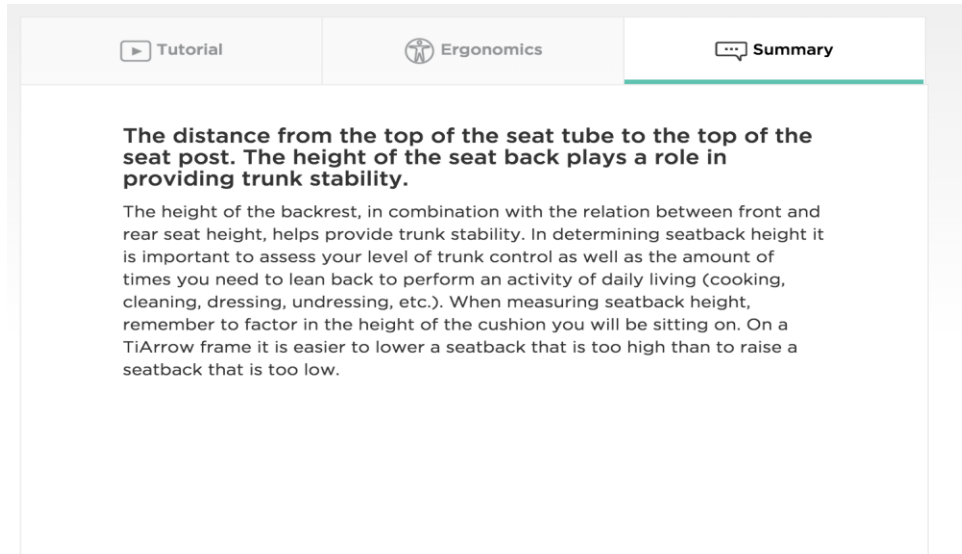 Tutorial
Ergonomics
Summary
The distance from the top of the seat tube to the top of the
seat post. The height of the seat back plays a role in
providing trunk stability.
The height of the backrest, in combination with the relation between front and
rear seat height, helps provide trunk stability. In determining seatback height it
is important to assess your level of trunk control as well as the amount of
times you need to lean back to perform an activity of daily living (cooking,
cleaning, dressing, undressing, etc.). When measuring seatback height,
remember to factor in the height of the cushion you will be sitting on. On a
TiArrow frame it is easier to lower a seatback that is too high than to raise a
seatback that is too low.